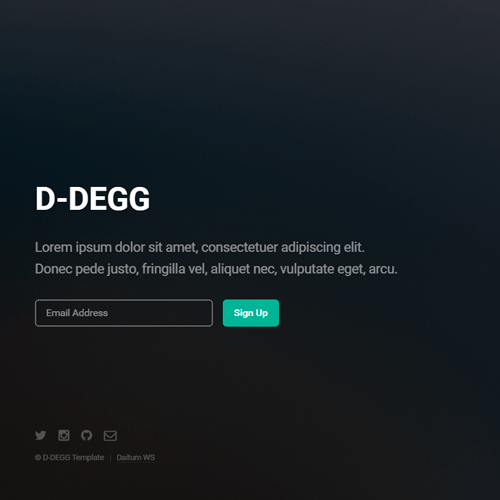 D-DEGG
Lorem ipsum dolor sit amet, consectetuer adipiscing elit.
Donec pede justo, fringilla vel, aliquet nec, vulputate eget, arcu.
Email Address
Sign Up
© D-DEGG Template | Daitum WS